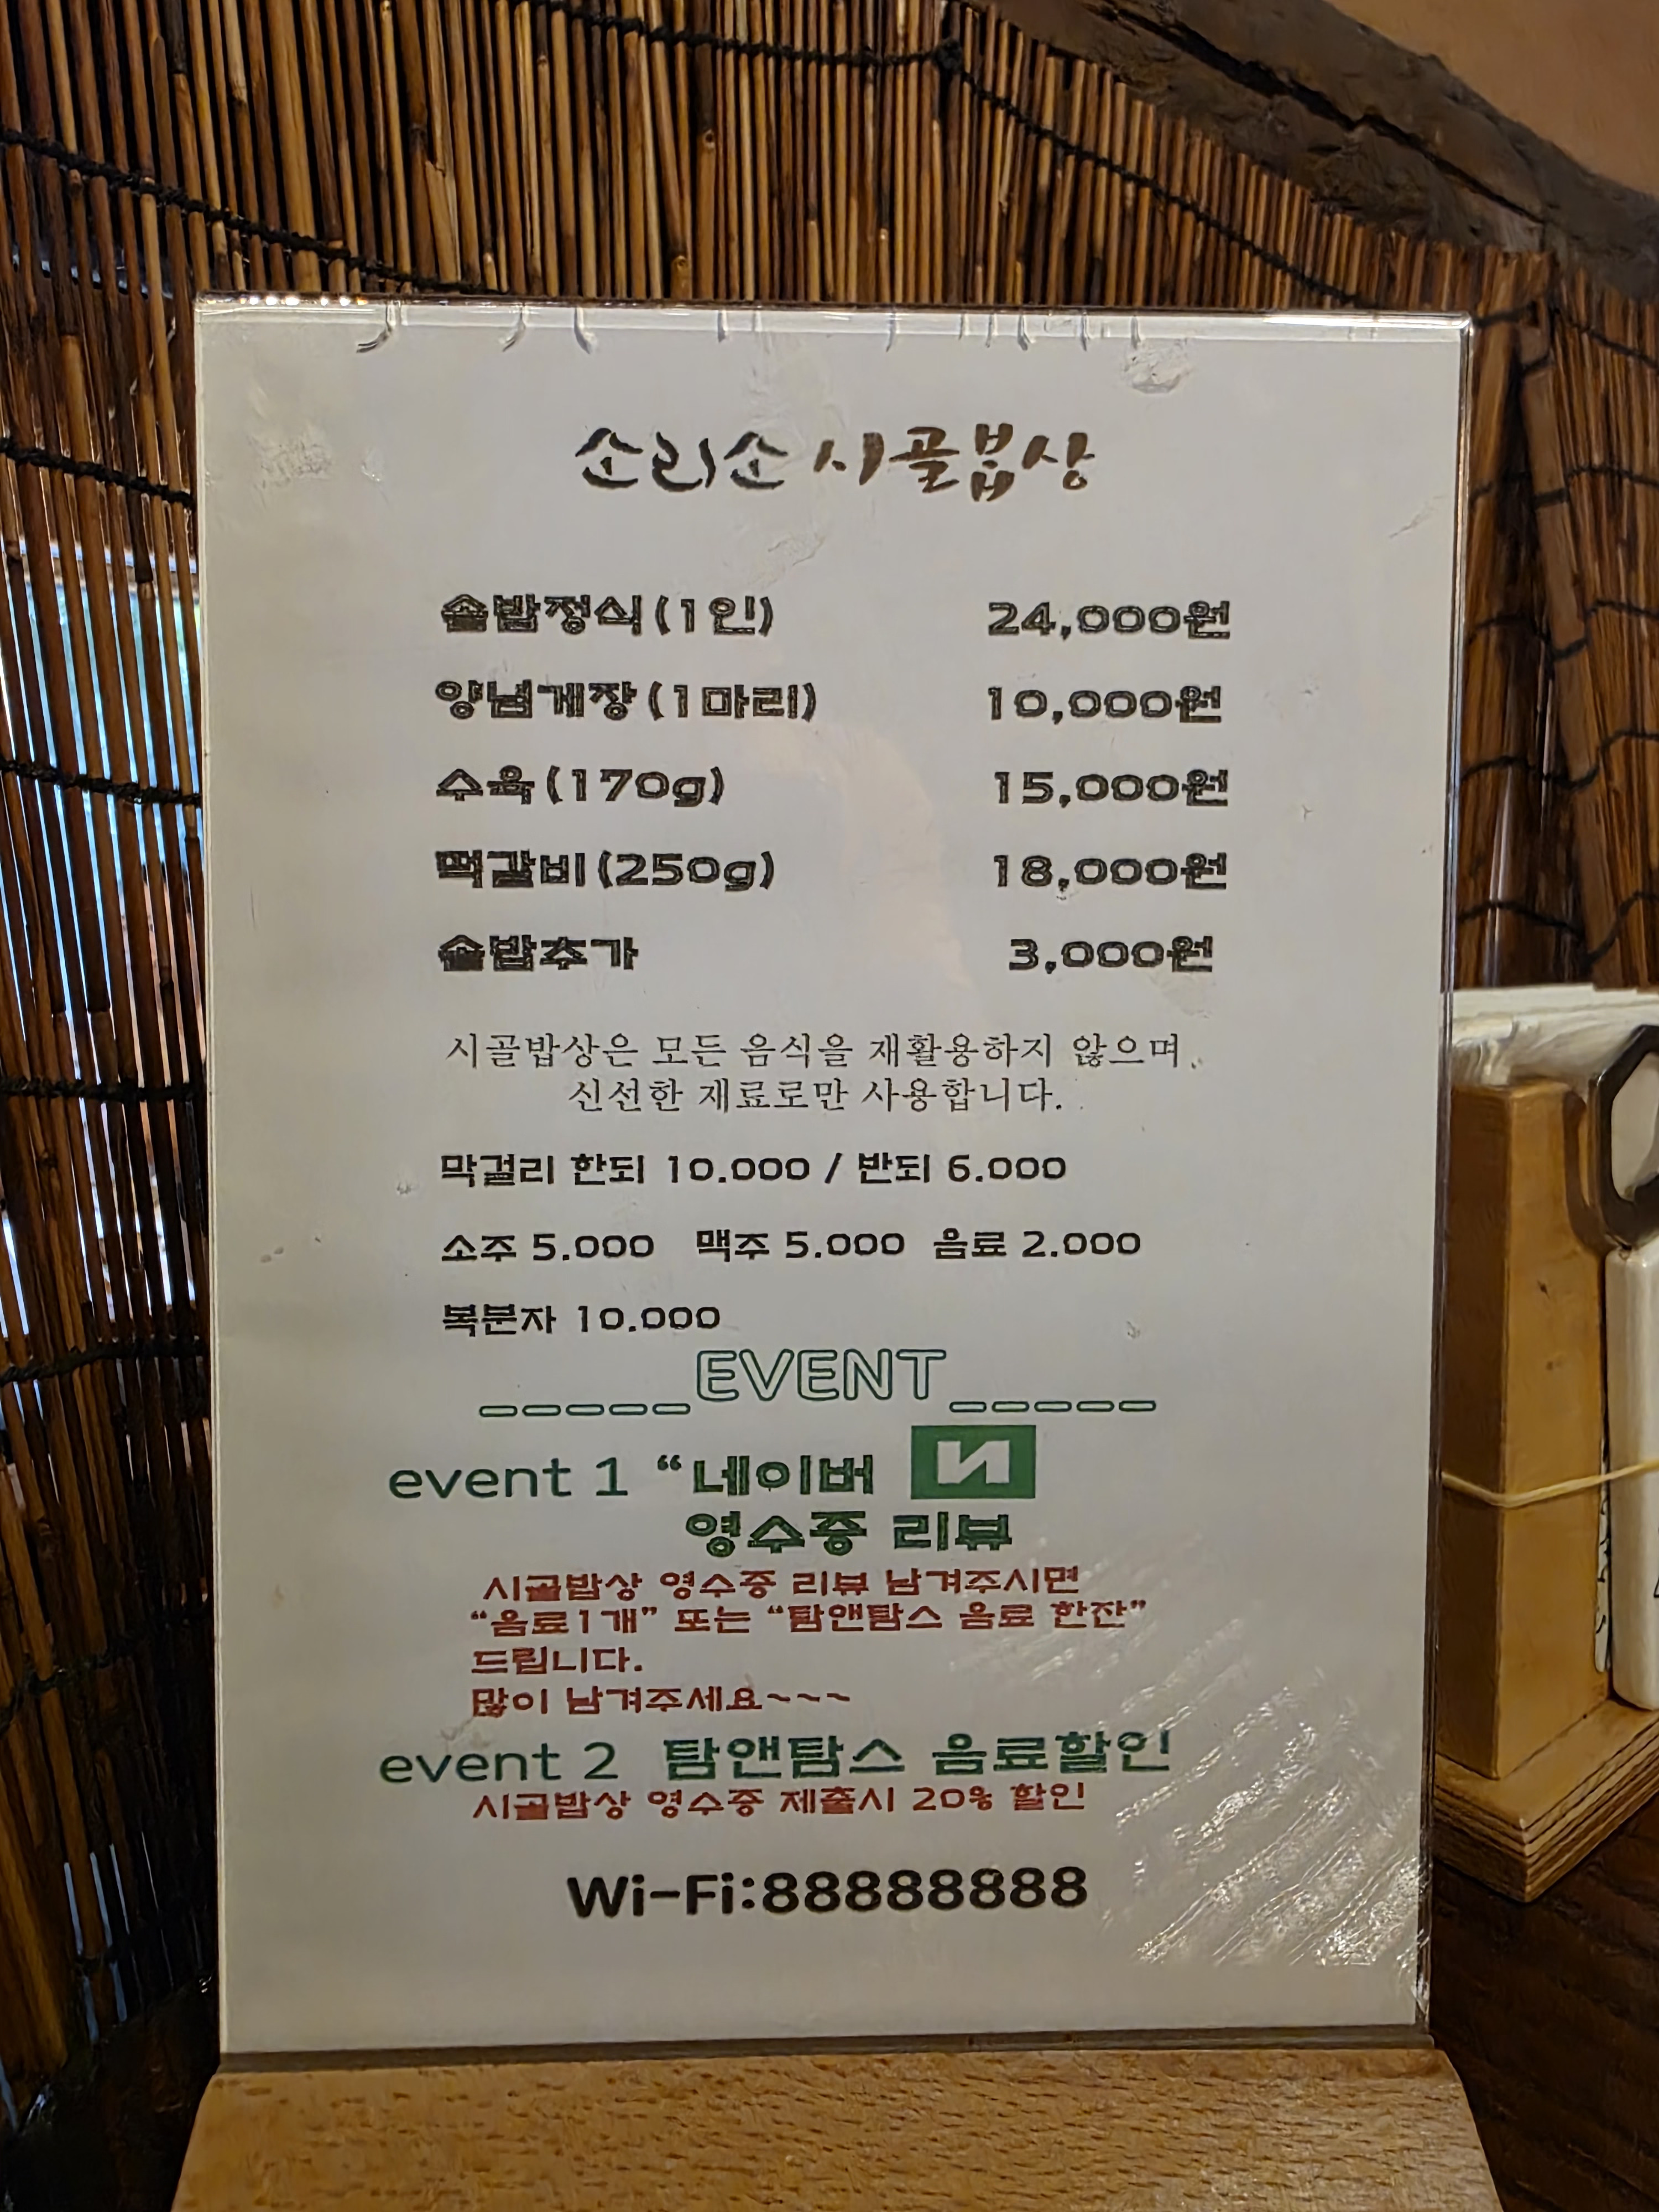 소리소 시골밥상
솥밥정식(1인) 24,000원
양념게장(1마리) 10,000원
수육(170g) 15,000원
떡갈비(250g) 18,000원
솥밥추가 3,000원
시골밥상은 모든 음식을 재활용하지 않으며,
신선한 재료로만 사용합니다.
막걸리 한되 10.000 / 반되 6.000
소주 5.000 맥주 5.000 음료 2.000
복분자 10.000
_____EVENT_____
event 1 “네이버 N
영수증 리뷰
시골밥상 영수증 리뷰 남겨주시면
“음료1개” 또는 “탐앤탐스 음료 한잔”
드립니다.
많이 남겨주세요~~~
event 2 탐앤탐스 음료할인
시골밥상 영수증 제출시 20% 할인
Wi-Fi:88888888